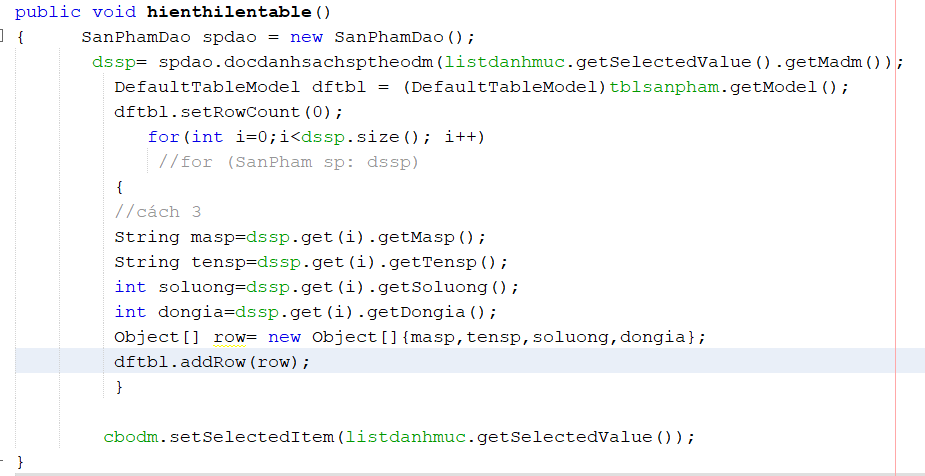 public void hienthilentable()
{     SanPhamDao spdao = new SanPhamDao();
       dssp= spdao.docdanhsachsptheodm(listdanhmuc.getSelectedValue().getMadm());
         DefaultTableModel dftbl = (DefaultTableModel)tblsanpham.getModel();
         dftbl.setRowCount(0);
            for(int i=0;i<dssp.size(); i++)
             //for (SanPham sp: dssp)
         {
         //cách 3
         String masp=dssp.get(i).getMasp();
         String tensp=dssp.get(i).getTensp();
         int soluong=dssp.get(i).getSoluong();
         int dongia=dssp.get(i).getDongia();
         Object[] row= new Object[]{masp,tensp,soluong,dongia};
         dftbl.addRow(row);
         }
        cbodm.setSelectedItem(listdanhmuc.getSelectedValue());
}